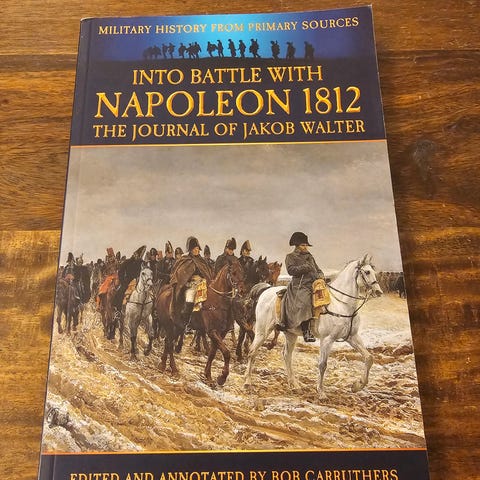 MILITARY HISTORY FROM PRIMARY SOURCES
INTO BATTLE WITH
NAPOLEON 1812
THE JOURNAL OF JAKOB WALTER
EDITED AND ANNOTATED BY BOB CARRUTHERS